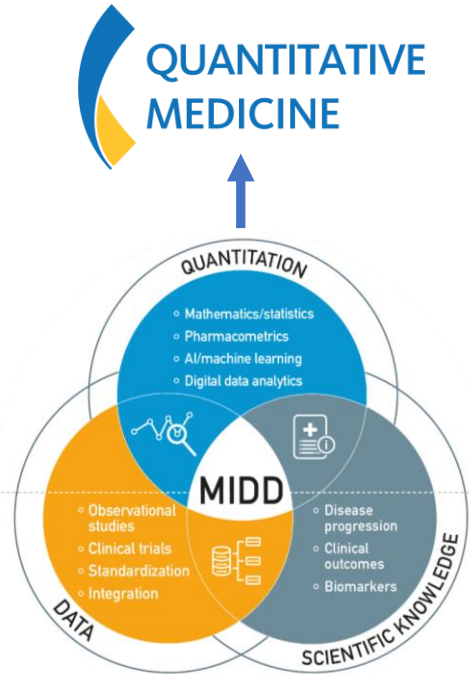 QUANTITATIVE
MEDICINE
QUANTITATION
◦ Mathematics/statistics
◦ Pharmacometrics
◦ AI/machine learning
◦ Digital data analytics
MIDD
◦ Observational
studies
◦ Clinical trials
◦ Standardization
◦ Integration
DATA
◦ Disease
progression
◦ Clinical
outcomes
◦ Biomarkers
SCIENTIFIC KNOWLEDGE